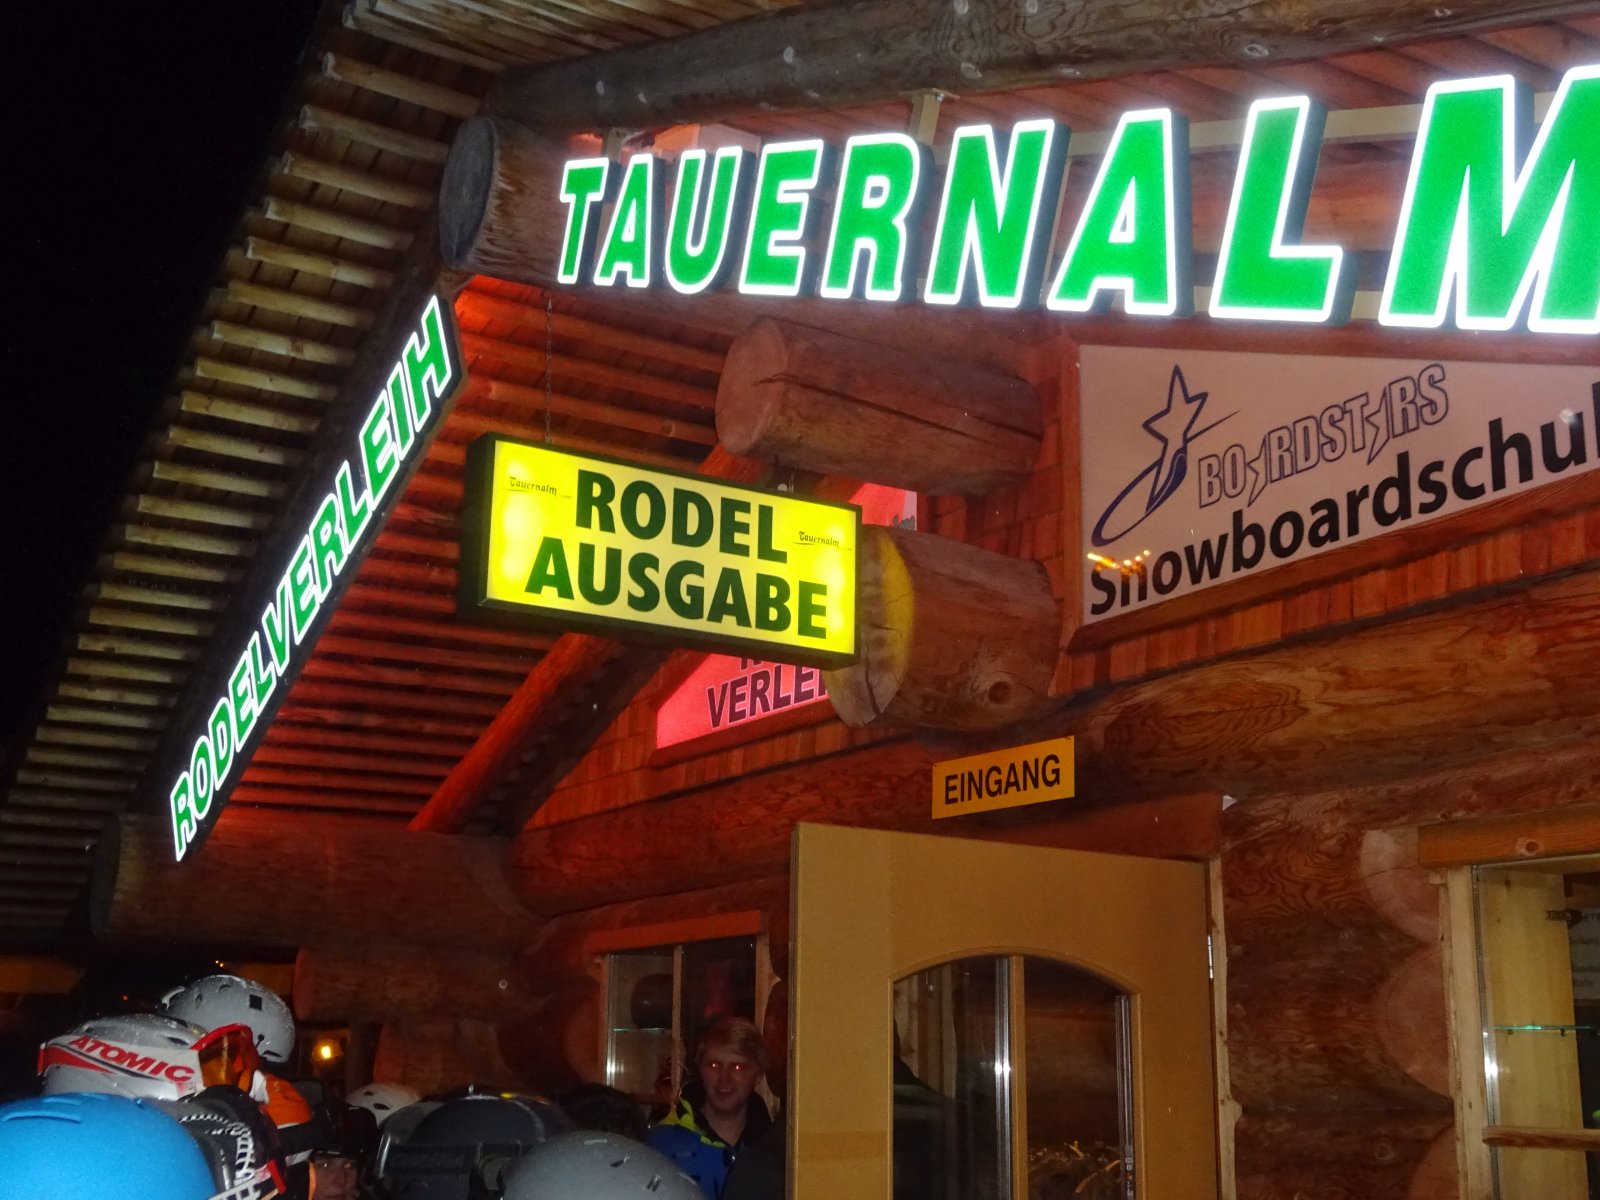 TAUERNALM
RODELVERLEIH
BOARDSTARS
Snowboardschul
Tauernalm
RODEL
AUSGABE
Tauernalm
VERLEI
EINGANG
ATOMIC